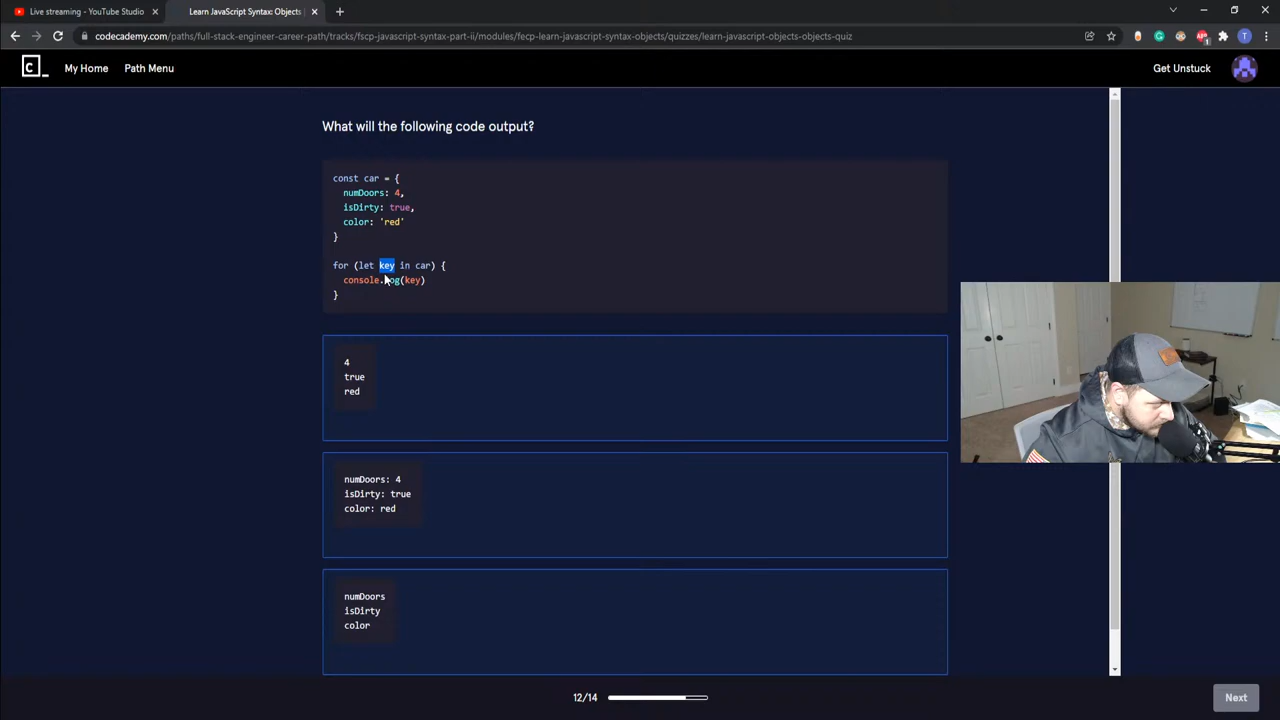 Live streaming - YouTube Studio
Learn JavaScript Syntax: Objects
codecademy.com/paths/full-stack-engineer-career-path/tracks/fscp-javascript-syntax-part-ii/modules/fecp-learn-javascript-syntax-objects/quizzes/learn-javascript-objects-objects-quiz
1
T
C_
My Home
Path Menu
Get Unstuck
What will the following code output?
const car = {
numDoors: 4,
isDirty: true,
color: 'red'
}
for (let key in car) {
console.log(key)
}
4
true
red
numDoors: 4
isDirty: true
color: red
numDoors
isDirty
color
12/14
Next